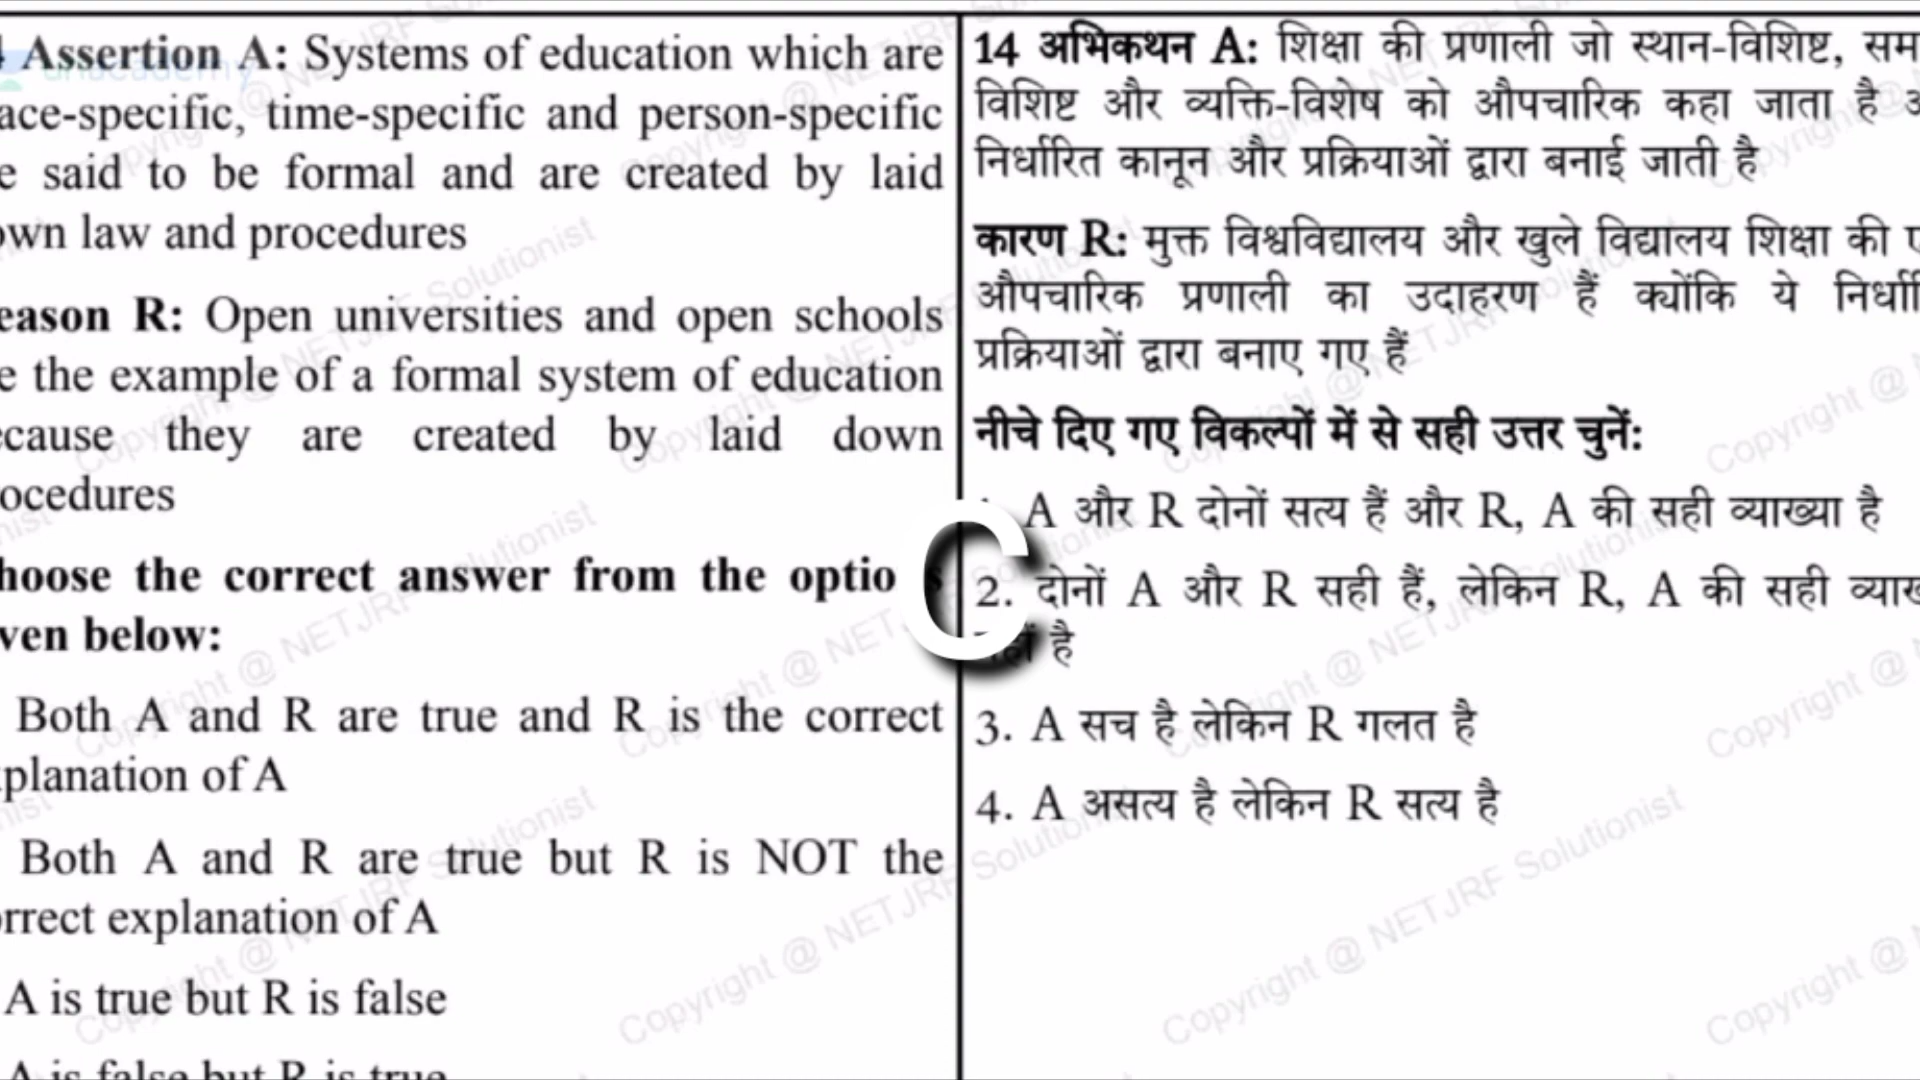 Assertion A: Systems of education which are
ace-specific, time-specific and person-specific
e said to be formal and are created by laid
own law and procedures
eason R: Open universities and open schools
e the example of a formal system of education
ecause they are created by laid down
ocedures
hoose the correct answer from the optio
ven below:
Both A and R are true and R is the correct
planation of A
Both A and R are true but R is NOT the
orrect explanation of A
A is true but R is false
A is false but R is true
C
14 अभिकथन A: शिक्षा की प्रणाली जो स्थान-विशिष्ट, सम
विशिष्ट और व्यक्ति-विशेष को औपचारिक कहा जाता है
निर्धारित कानून और प्रक्रियाओं द्वारा बनाई जाती है
कारण R: मुक्त विश्वविद्यालय और खुले विद्यालय शिक्षा की
औपचारिक प्रणाली का उदाहरण हैं क्योंकि ये निर्धारि
प्रक्रियाओं द्वारा बनाए गए हैं
नीचे दिए गए विकल्पों में से सही उत्तर चुनें:
A और R दोनों सत्य हैं और R, A की सही व्याख्या है
2. दोनों A और R सही हैं, लेकिन R, A की सही व्याख
है
3. A सच है लेकिन R गलत है
4. A असत्य है लेकिन R सत्य है
Copyright @ NETJRF Solutionist